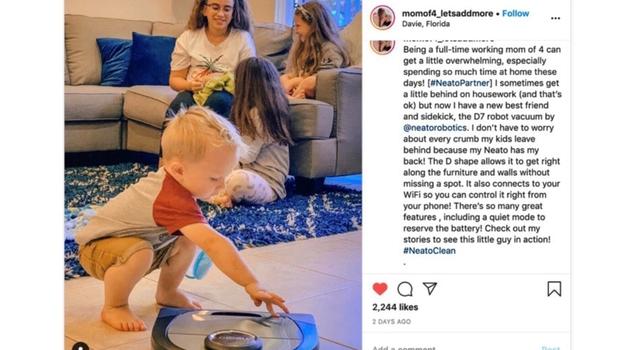 momof4_letsaddmore • Follow
Davie, Florida
momof4_letsaddmore
Being a full-time working mom of 4 can
get a little overwhelming, especially
spending so much time at home these
days! [#NeatoPartner] I sometimes get
a little behind on housework (and that's
ok) but now I have a new best friend
and sidekick, the D7 robot vacuum by
@neatorobotics. I don't have to worry
about every crumb my kids leave
behind because my Neato has my
back! The D shape allows it to get right
along the furniture and walls without
missing a spot. It also connects to your
WiFi so you can control it right from
your phone! There's so many great
features , including a quiet mode to
reserve the battery! Check out my
stories to see this little guy in action!
#NeatoClean
.
2,244 likes
2 DAYS AGO
Add a comment... Post